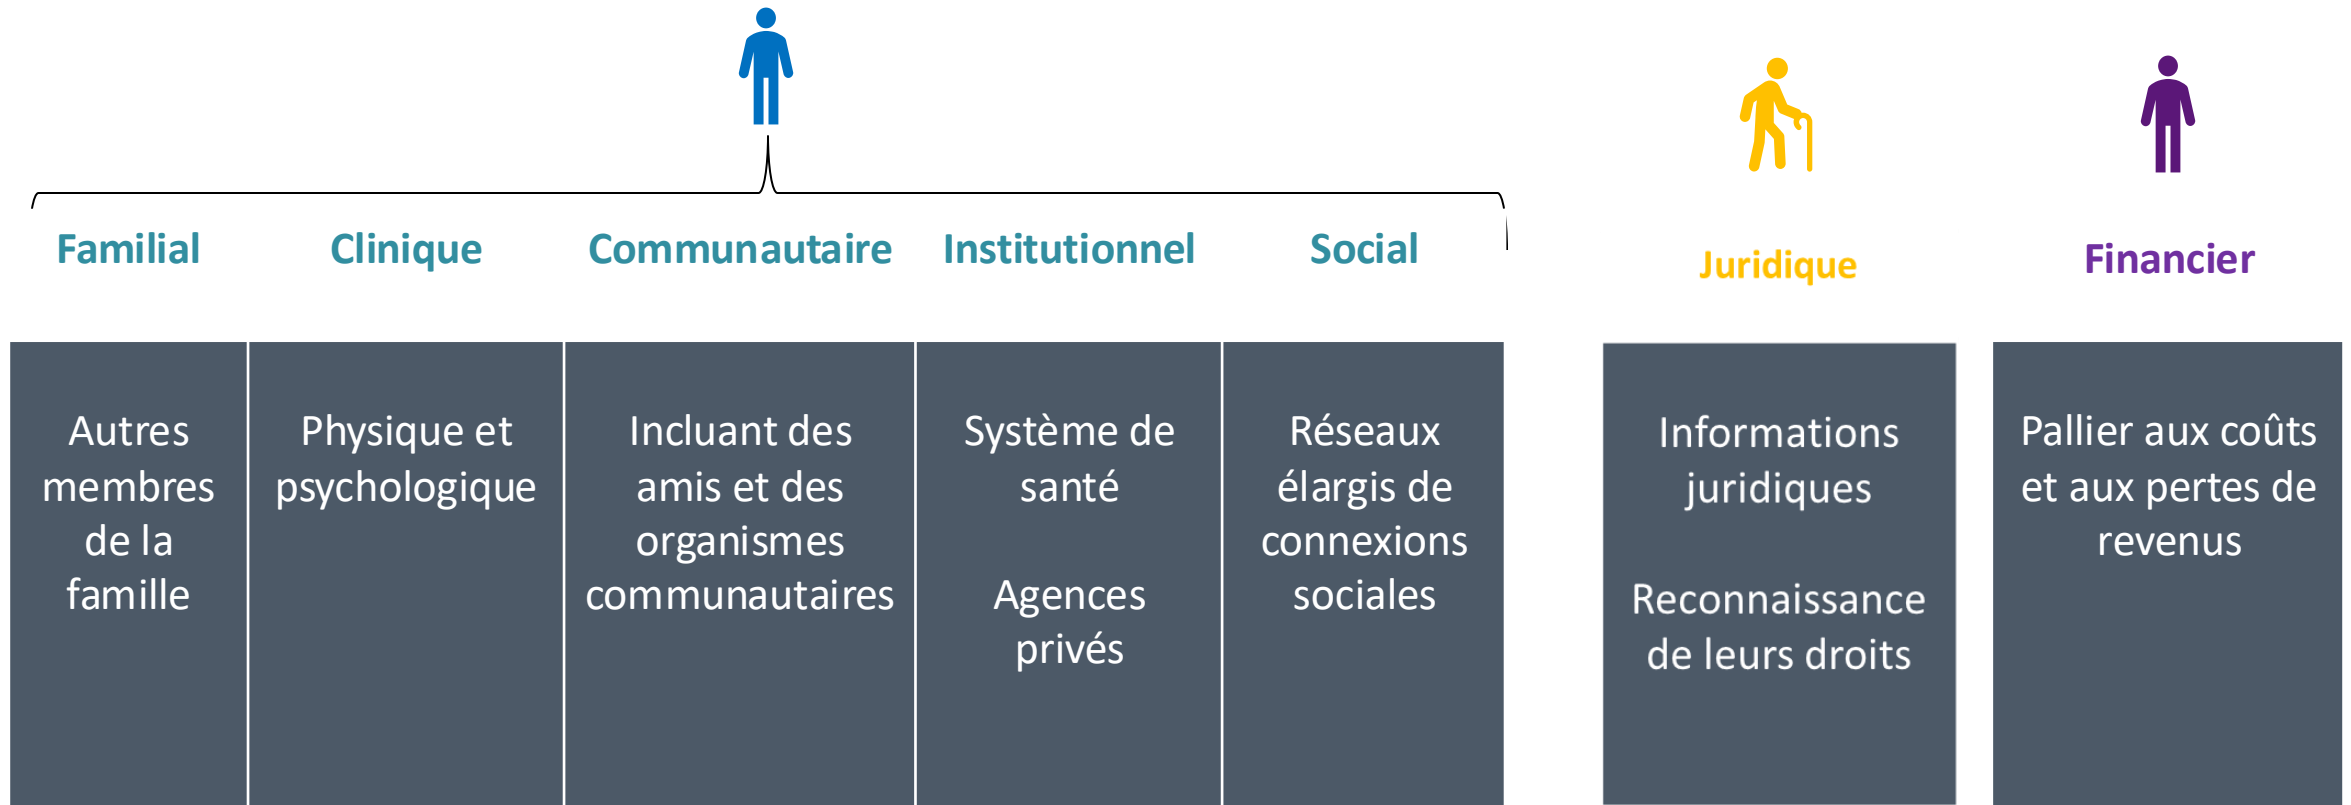 Familial
Clinique
Communautaire
Institutionnel
Social
Juridique
Financier
Autres
membres
de la
famille
Physique et
psychologique
Incluant des
amis et des
organismes
communautaires
Système de
santé
Agences
privés
Réseaux
élargis de
connexions
sociales
Informations
juridiques
Reconnaissance
de leurs droits
Pallier aux coûts
et aux pertes de
revenus